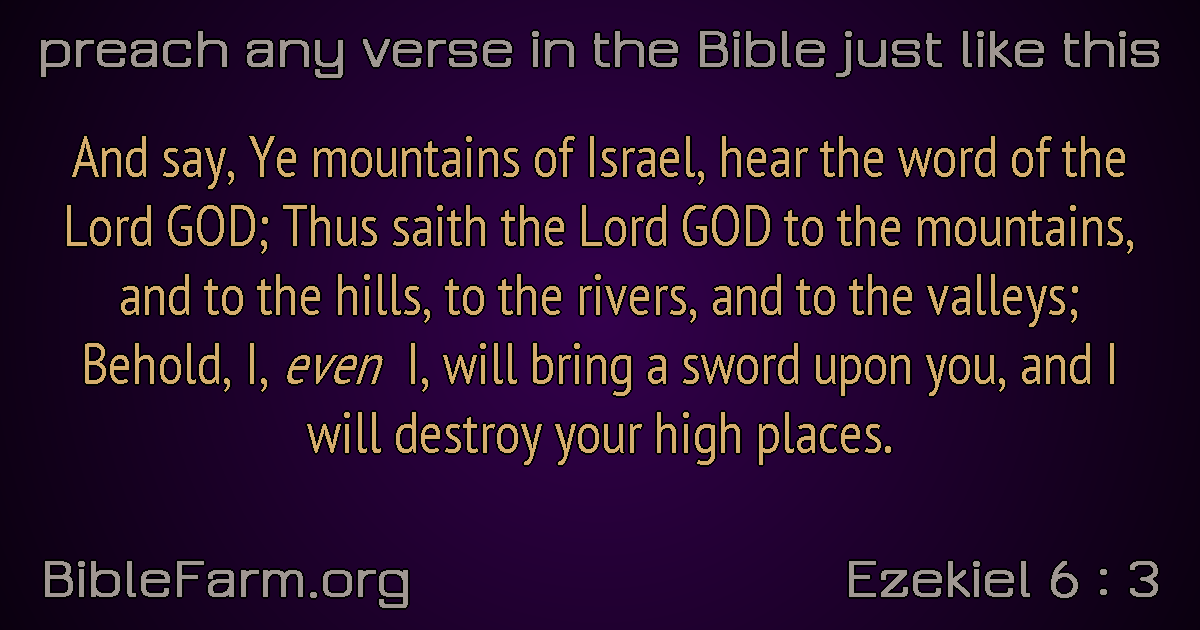 preach any verse in the Bible just like this
And say, Ye mountains of Israel, hear the word of the
Lord GOD; Thus saith the Lord GOD to the mountains,
and to the hills, to the rivers, and to the valleys;
Behold, I, even I, will bring a sword upon you, and I
will destroy your high places.
BibleFarm.org
Ezekiel 6 : 3